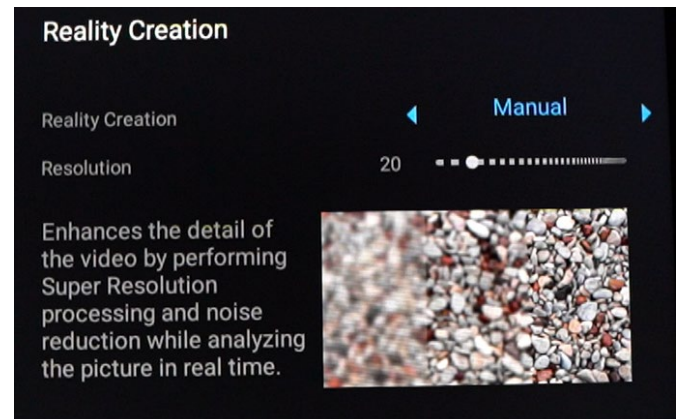 Reality Creation
Reality Creation Manual
Resolution 20
Enhances the detail of
the video by performing
Super Resolution
processing and noise
reduction while analyzing
the picture in real time.